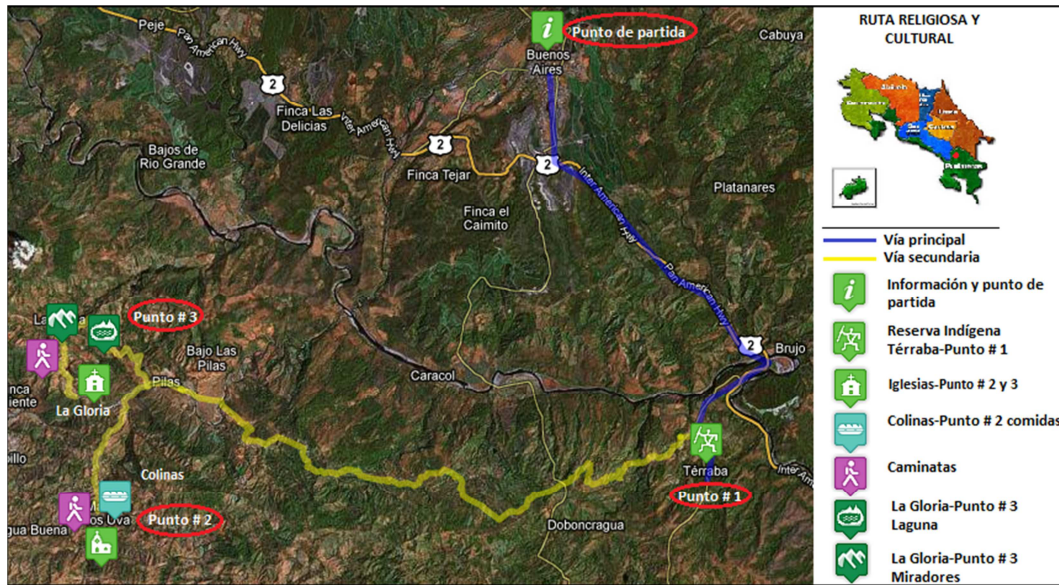 Peje
Pan American Hwy
2
Finca Las
Delicias
Inter American Hwy
Bajos de
Rio Grande
2
Finca Tejar
Punto de partida
Buenos
Aires
Cabuya
2
Inter American Hwy
Platanares
Finca el
Caimito
Pan American Hwy
2
Brujo
Punto # 3
Bajo Las
Pilas
Pilas
Caracol
La Gloria
Térraba
Punto # 1
Inter
Colinas
Punto # 2
Uva
gua Buena
Doboncragua
RUTA RELIGIOSA Y
CULTURAL
Vía principal
Vía secundaria
Información y punto de
partida
Reserva Indígena
Térraba-Punto # 1
Iglesias-Punto # 2 y 3
Colinas-Punto # 2 comidas
Caminatas
La Gloria-Punto # 3
Laguna
La Gloria-Punto # 3
Miradores